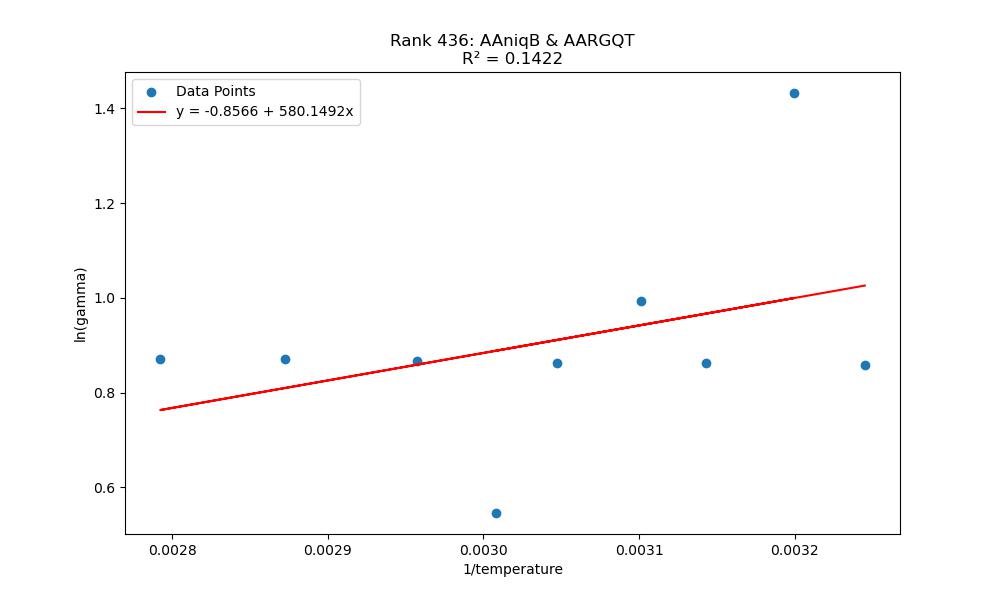 Rank 436: AAniqB & AARGQT
R² = 0.1422
Data Points
y = -0.8566 + 580.1492x
1.4
1.2
1.0
0.8
0.6
ln(gamma)
0.0028 0.0029 0.0030 0.0031 0.0032
1/temperature